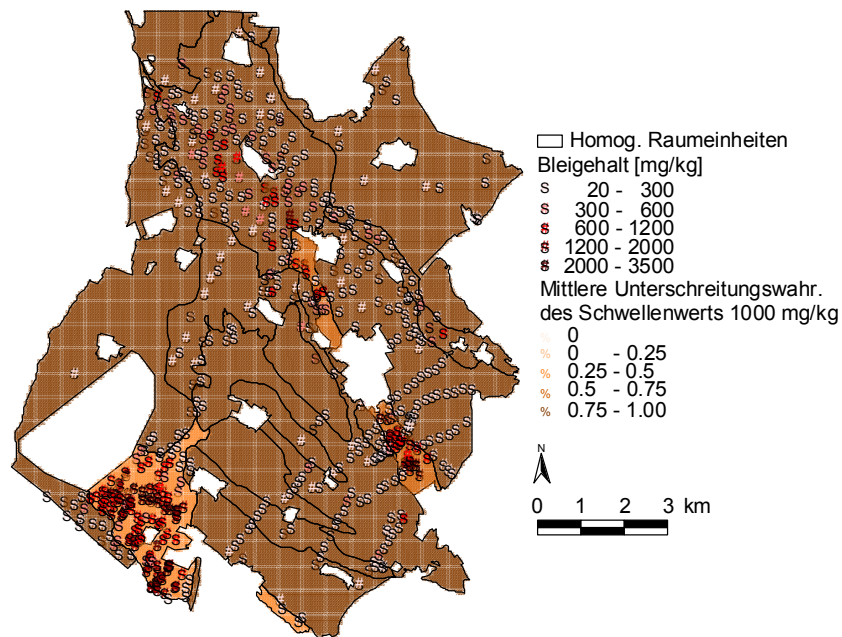 Homog. Raumeinheiten
Bleigehalt [mg/kg]
S 20 - 300
S 300 - 600
S 600 - 1200
# 1200 - 2000
# 2000 - 3500
Mittlere Unterschreitungswahr.
des Schwellenwerts 1000 mg/kg
% 0
% 0 - 0.25
% 0.25 - 0.5
% 0.5 - 0.75
% 0.75 - 1.00
N
0 1 2 3 km